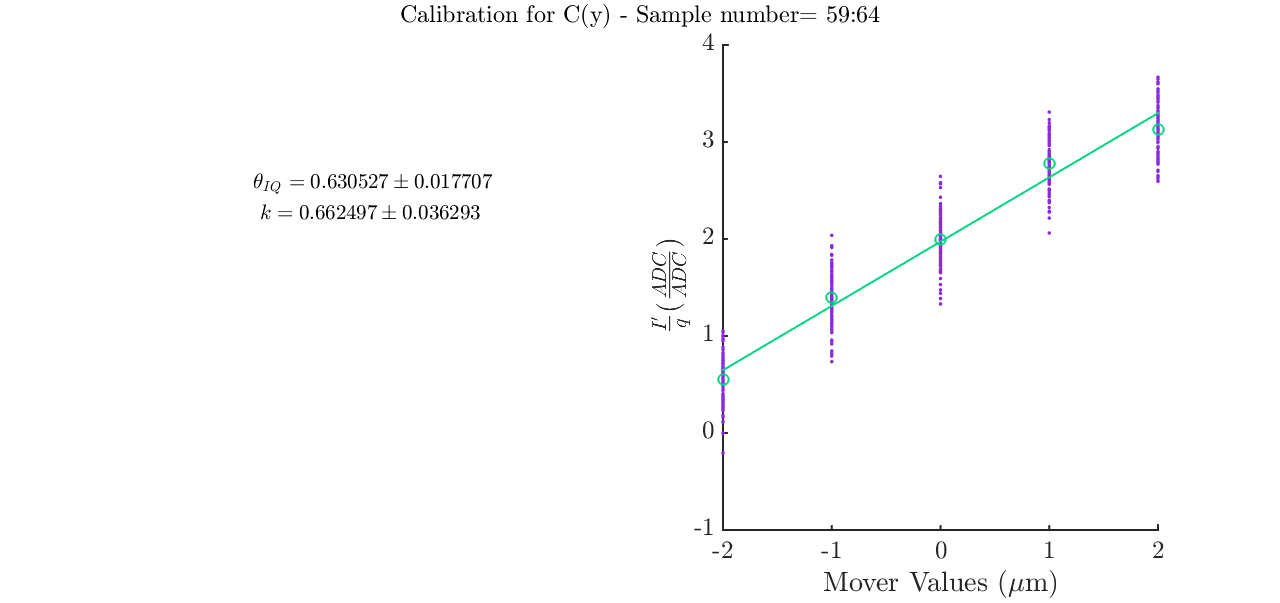 Calibration for C(y) - Sample number= 59:64
θ_IQ = 0.630527 ± 0.017707
k = 0.662497 ± 0.036293
I'/q (ADC/ADC)
4
3
2
1
0
-1
-2 -1 0 1 2
Mover Values (μm)